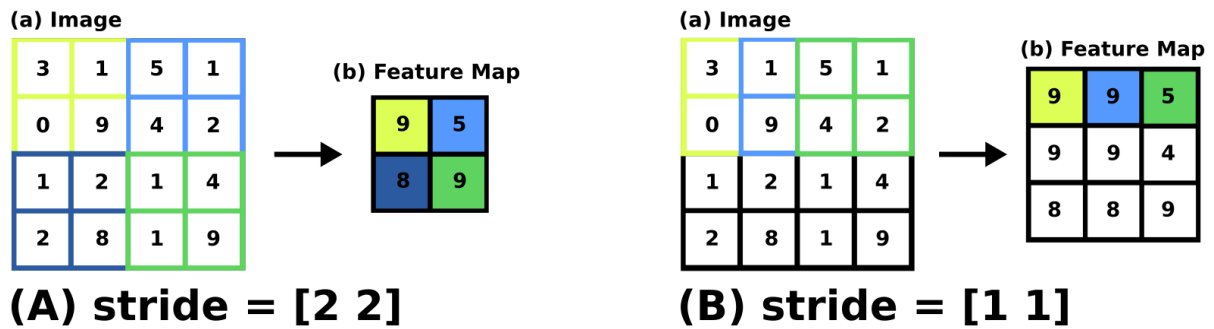 (a) Image
3 1 5 1
0 9 4 2
1 2 1 4
2 8 1 9
(b) Feature Map
9 5
8 9
(A) stride = [2 2]
(a) Image
3 1 5 1
0 9 4 2
1 2 1 4
2 8 1 9
(b) Feature Map
9 9 5
9 9 4
8 8 9
(B) stride = [1 1]